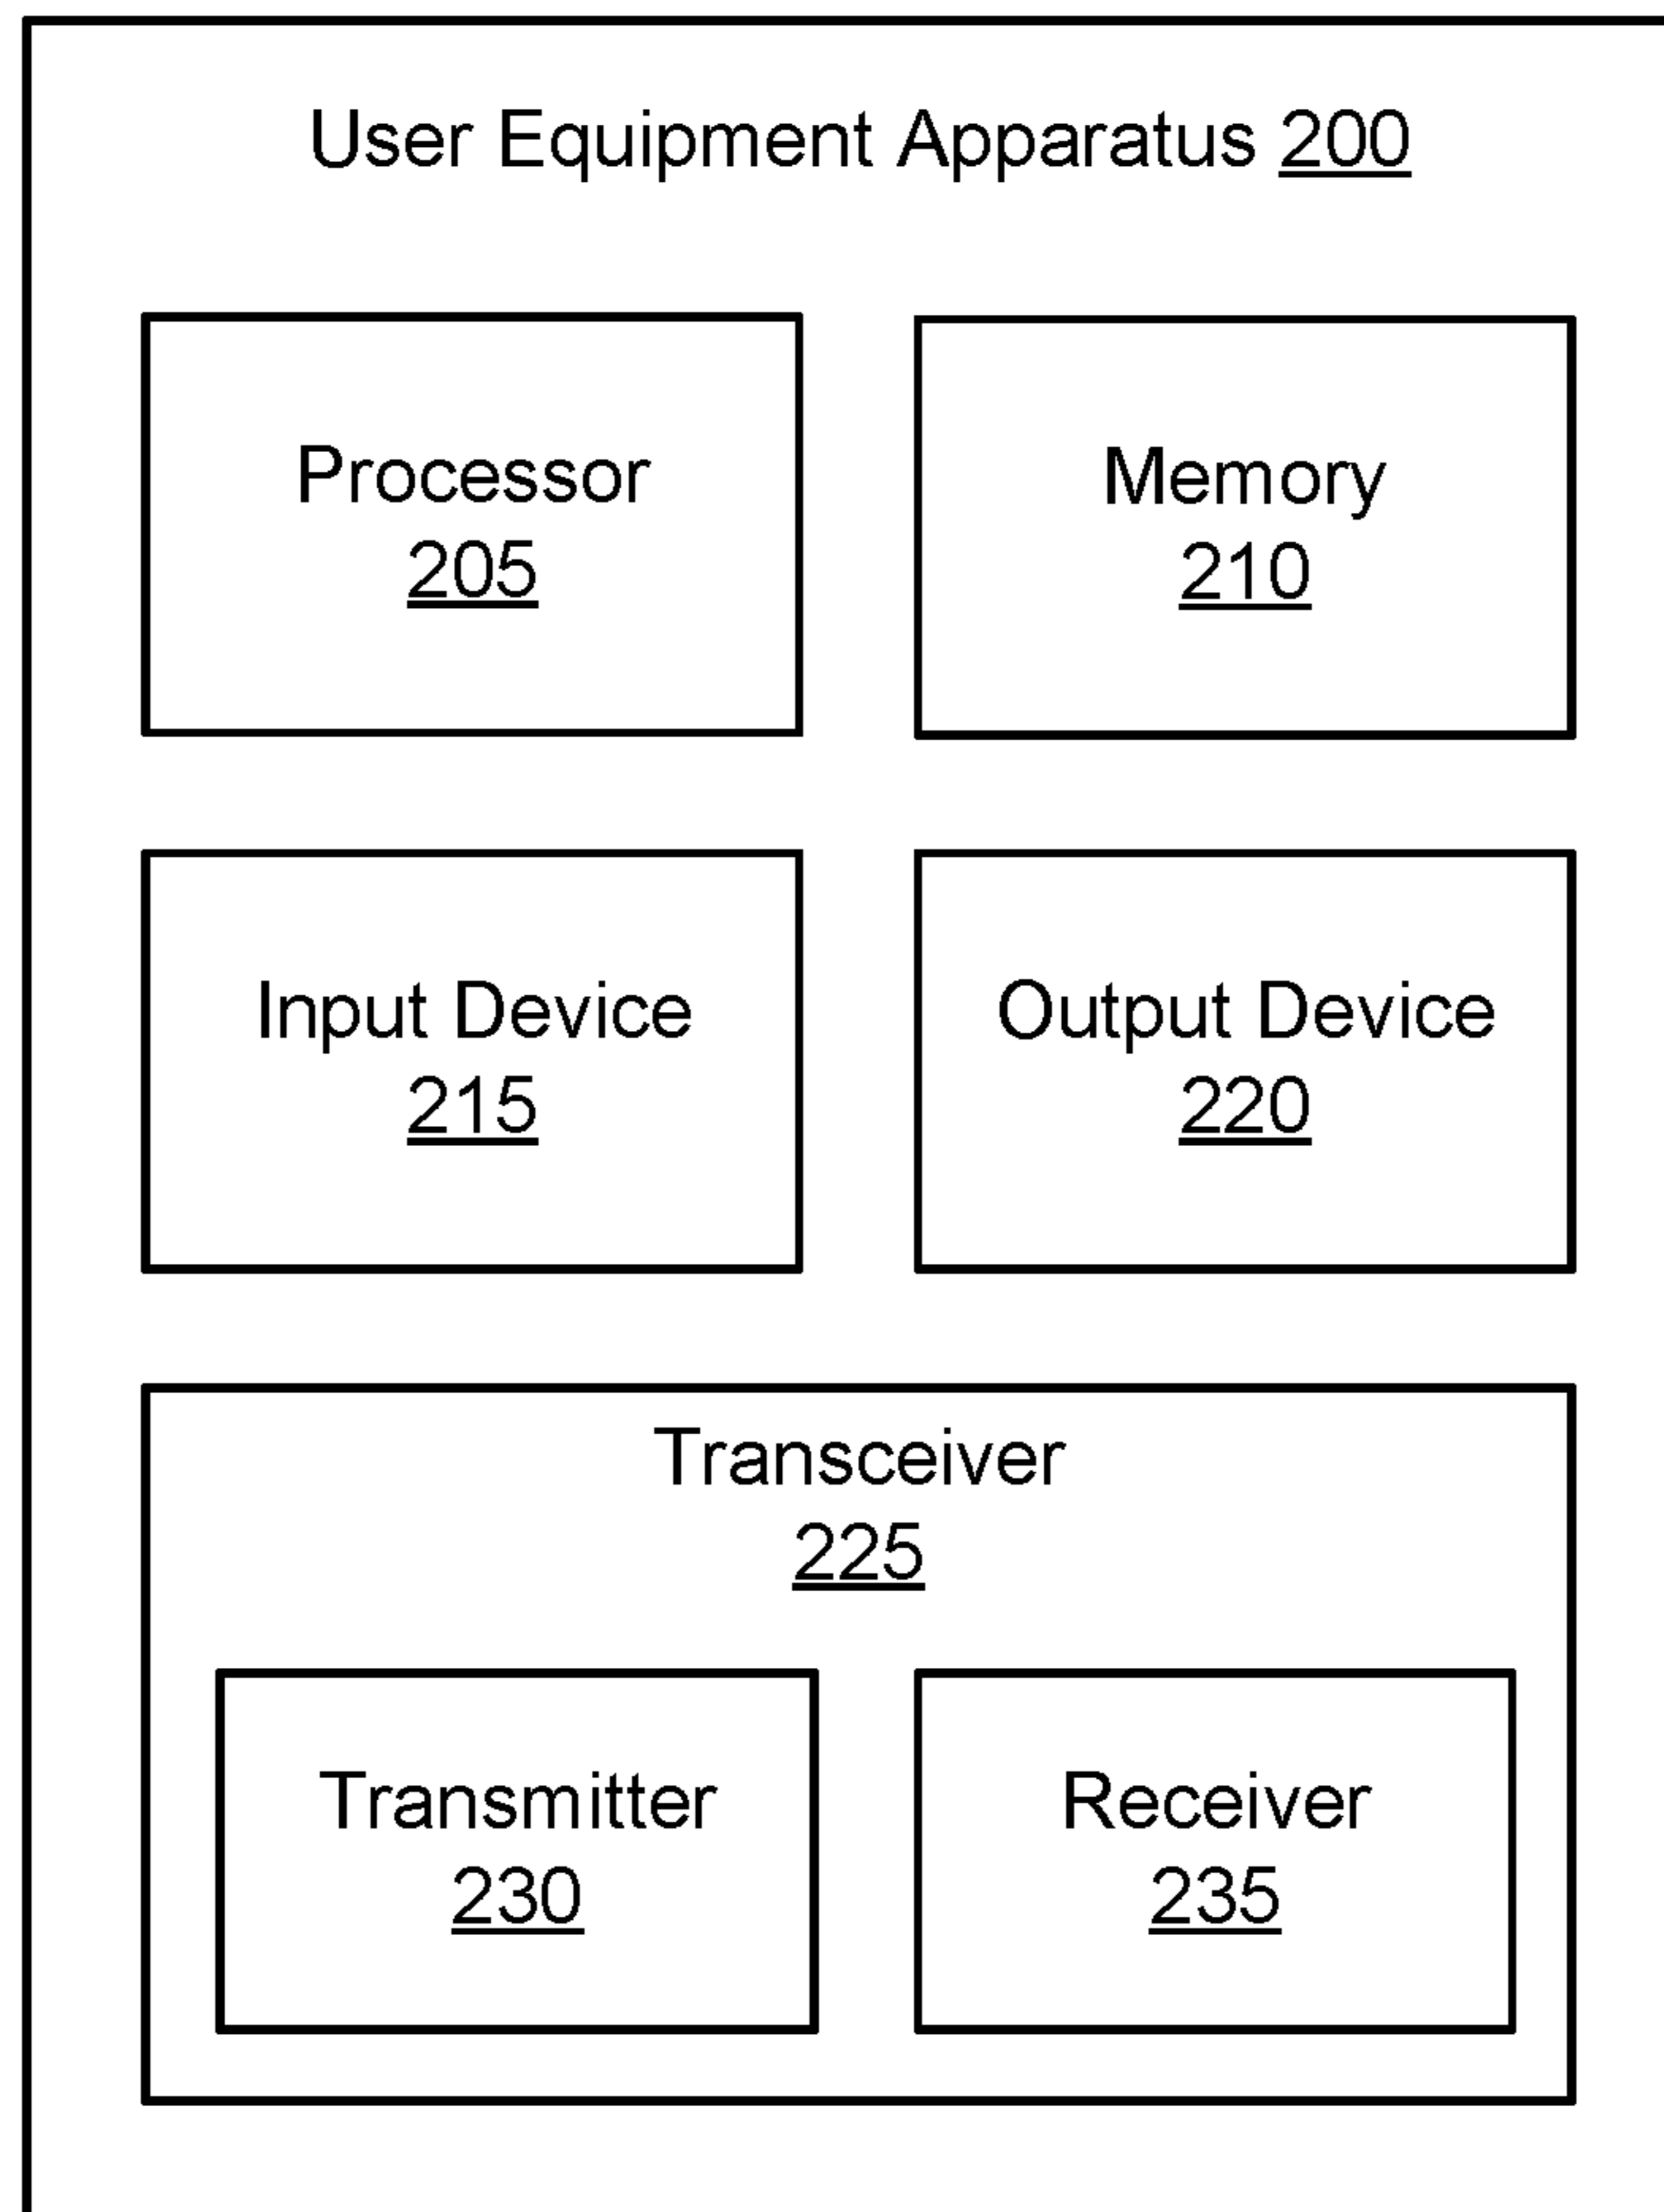 User Equipment Apparatus 200
Processor
205
Memory
210
Input Device
215
Output Device
220
Transceiver
225
Transmitter
230
Receiver
235